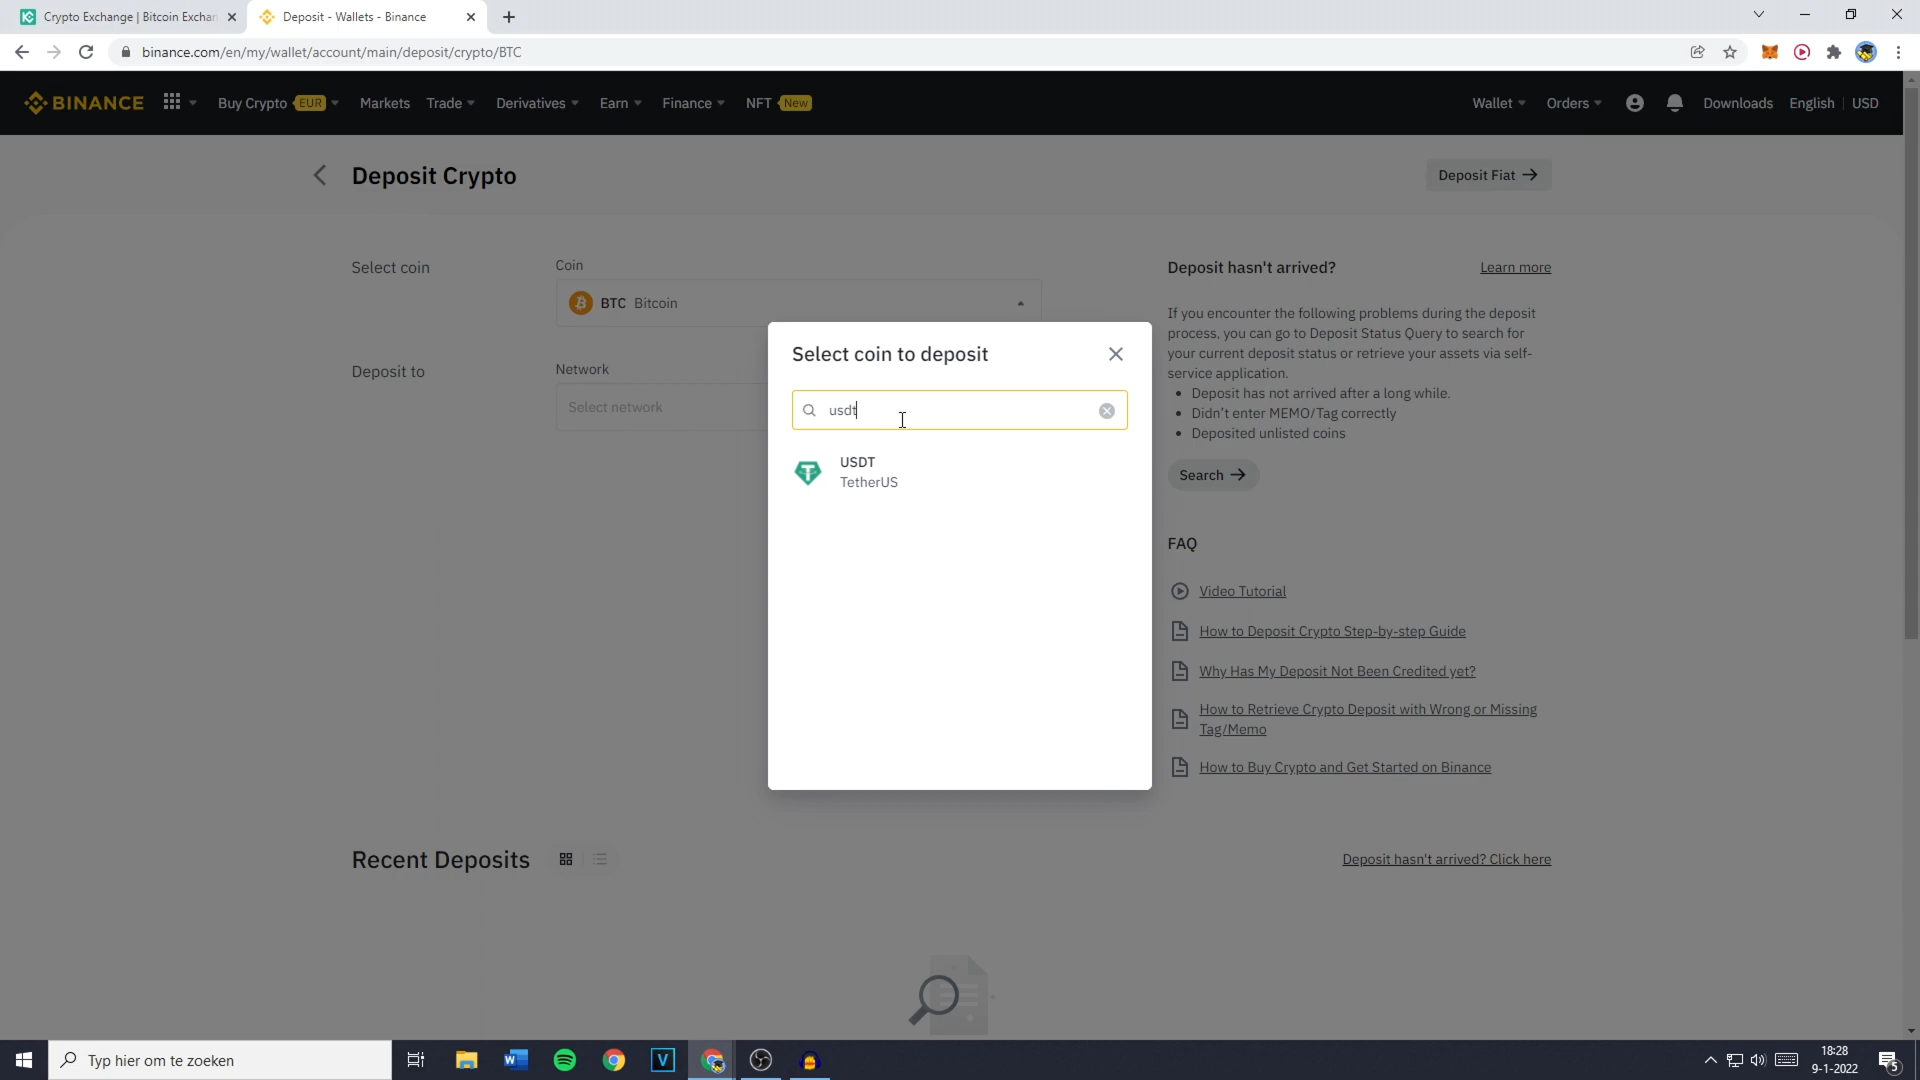 Crypto Exchange | Bitcoin Exchan
Deposit - Wallets - Binance
binance.com/en/my/wallet/account/main/deposit/crypto/BTC
BINANCE
Buy Crypto EUR
Markets
Trade
Derivatives
Earn
Finance
NFT New
Wallet
Orders
Downloads
English
USD
Deposit Crypto
Deposit Fiat
Select coin
Coin
BTC Bitcoin
Deposit to
Network
Select network
Select coin to deposit
usdt
USDT
TetherUS
Deposit hasn't arrived?
Learn more
If you encounter the following problems during the deposit
process, you can go to Deposit Status Query to search for
your current deposit status or retrieve your assets via self-
service application.
Deposit has not arrived after a long while.
Didn't enter MEMO/Tag correctly
Deposited unlisted coins
Search
FAQ
Video Tutorial
How to Deposit Crypto Step-by-step Guide
Why Has My Deposit Not Been Credited yet?
How to Retrieve Crypto Deposit with Wrong or Missing
Tag/Memo
How to Buy Crypto and Get Started on Binance
Recent Deposits
Deposit hasn't arrived? Click here
Typ hier om te zoeken
18:28
9-1-2022
5